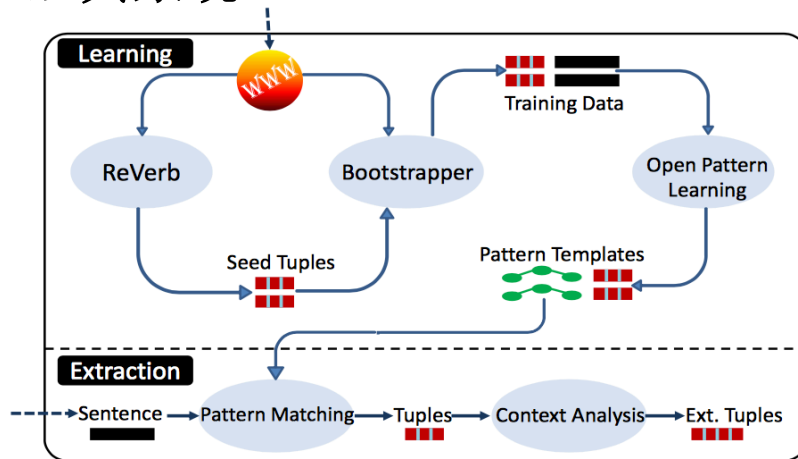 Learning
WWW
Training Data
ReVerb
Bootstrapper
Open Pattern
Learning
Seed Tuples
Pattern Templates
Extraction
Sentence
Pattern Matching
Tuples
Context Analysis
Ext. Tuples